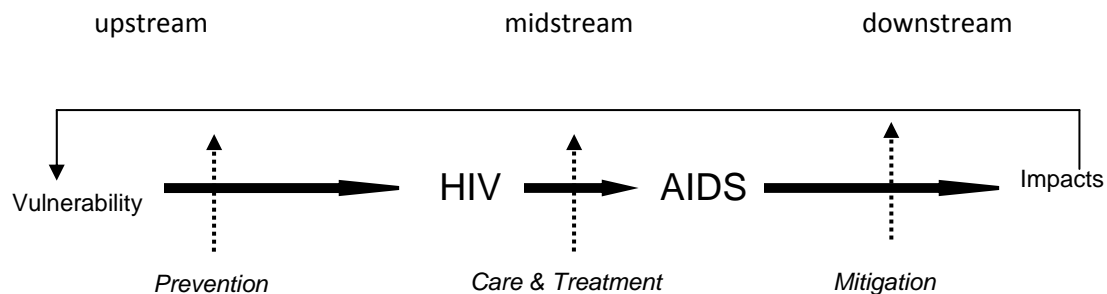 upstream midstream downstream
Vulnerability HIV AIDS Impacts
Prevention Care & Treatment Mitigation